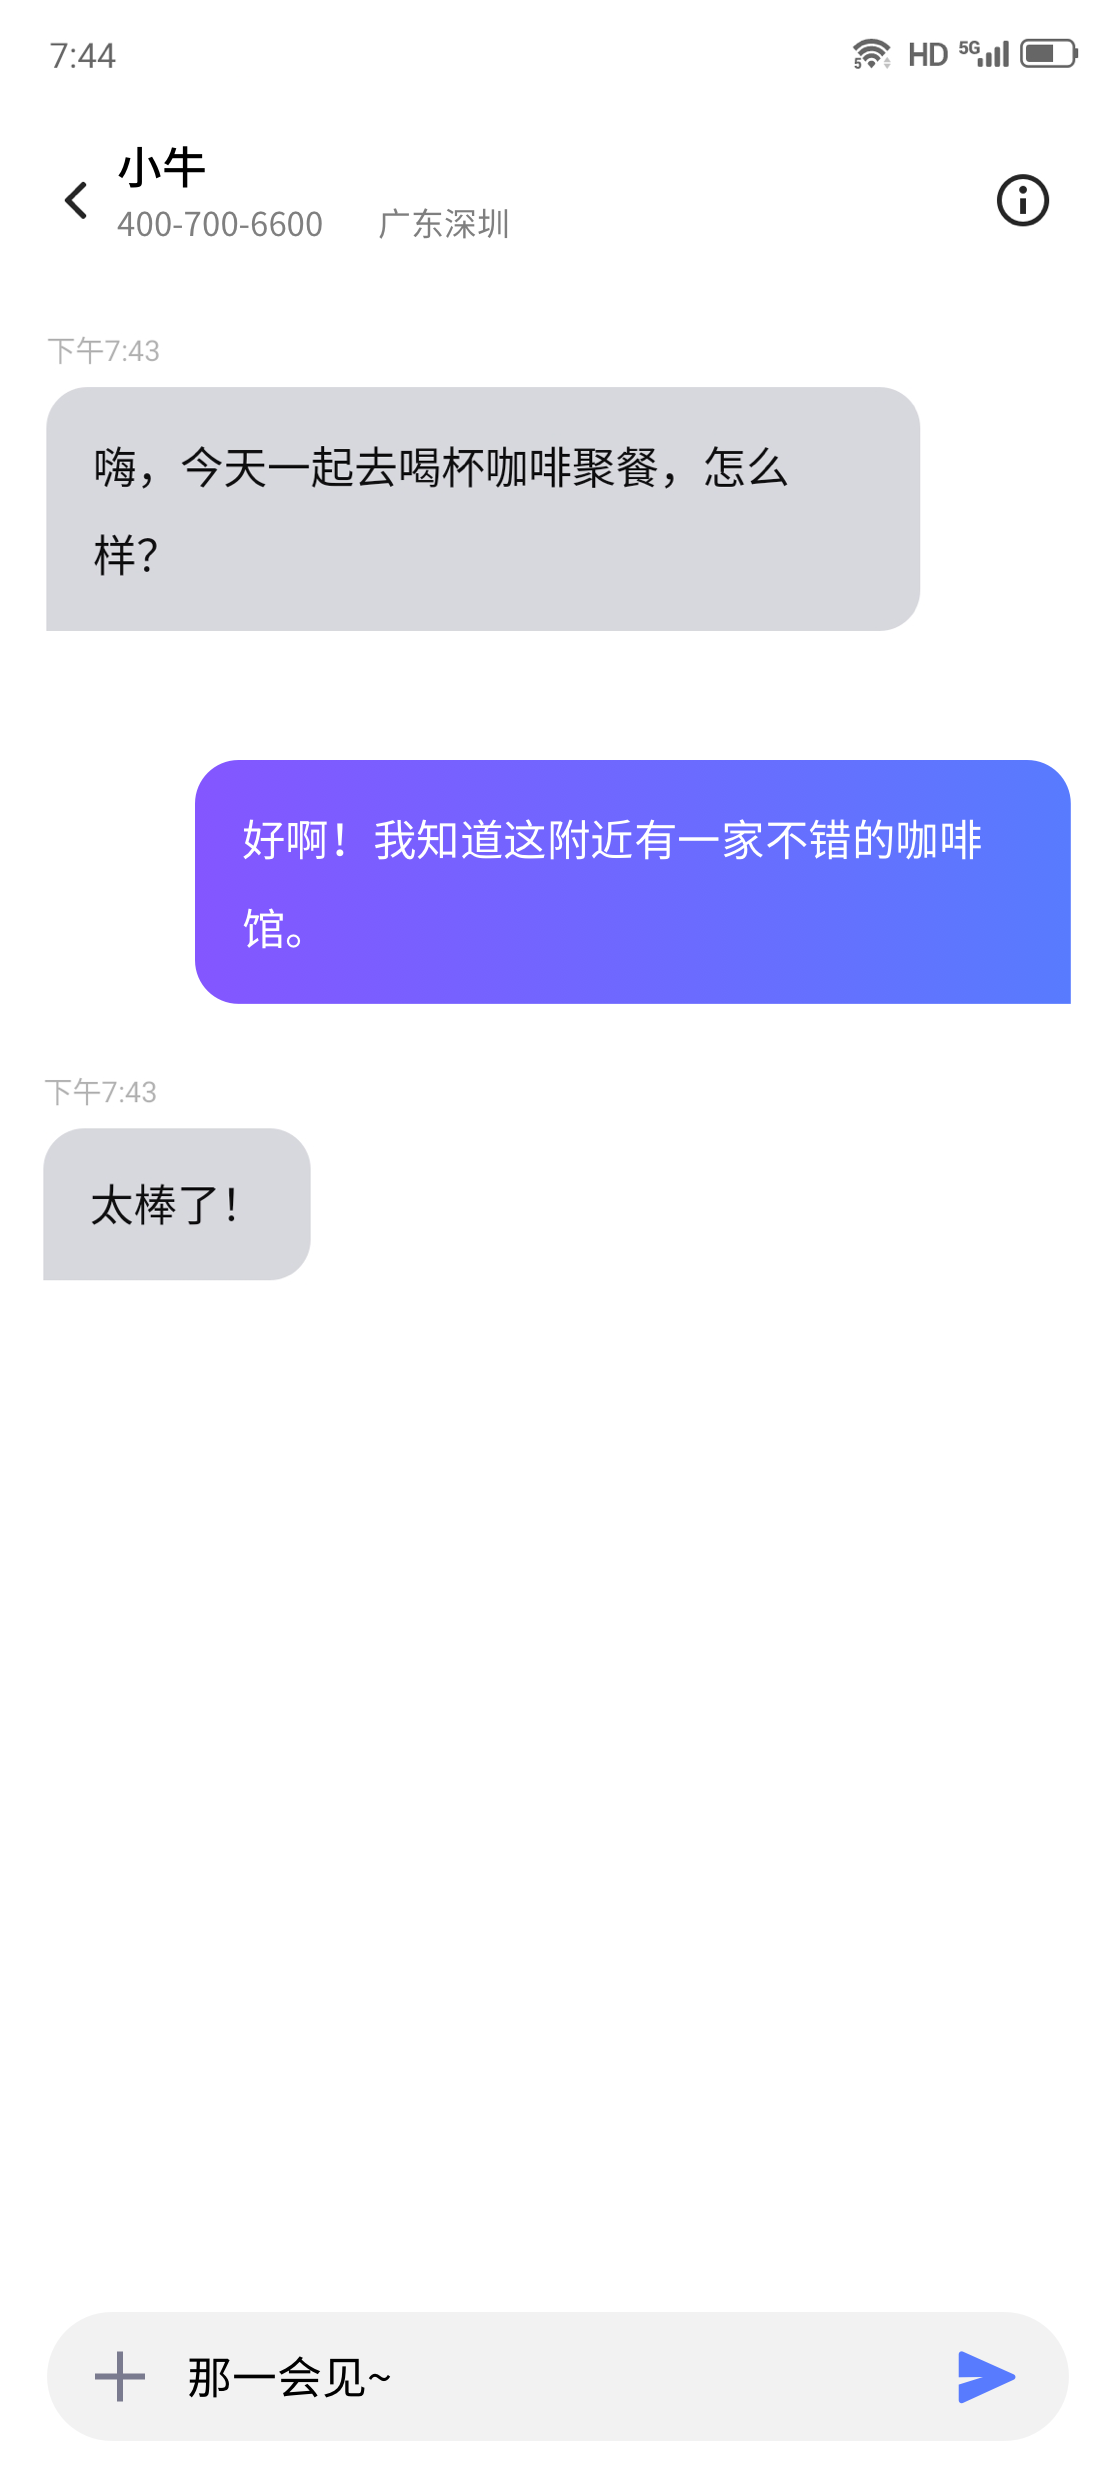 7:44
5 HD 5G
小牛
400-700-6600 广东深圳
下午7:43
嗨，今天一起去喝杯咖啡聚餐，怎么
样？
好啊！我知道这附近有一家不错的咖啡
馆。
下午7:43
太棒了！
那一会见~